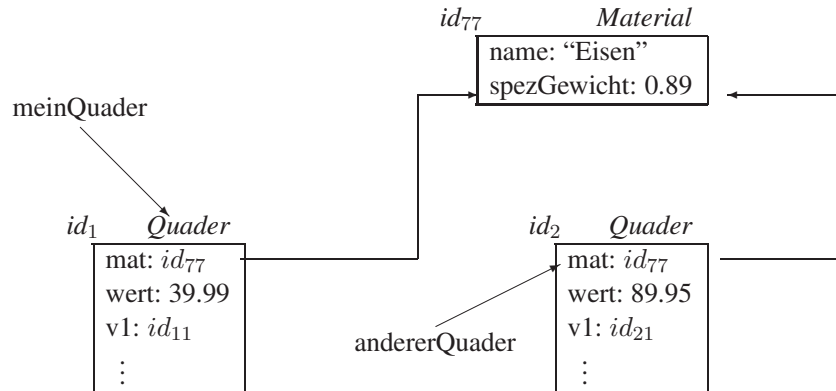 id₇₇ Material
name: “Eisen”
spezGewicht: 0.89
meinQuader
id₁ Quader
mat: id₇₇
wert: 39.99
v1: id₁₁
⋮
id₂ Quader
mat: id₇₇
wert: 89.95
v1: id₂₁
⋮
andererQuader